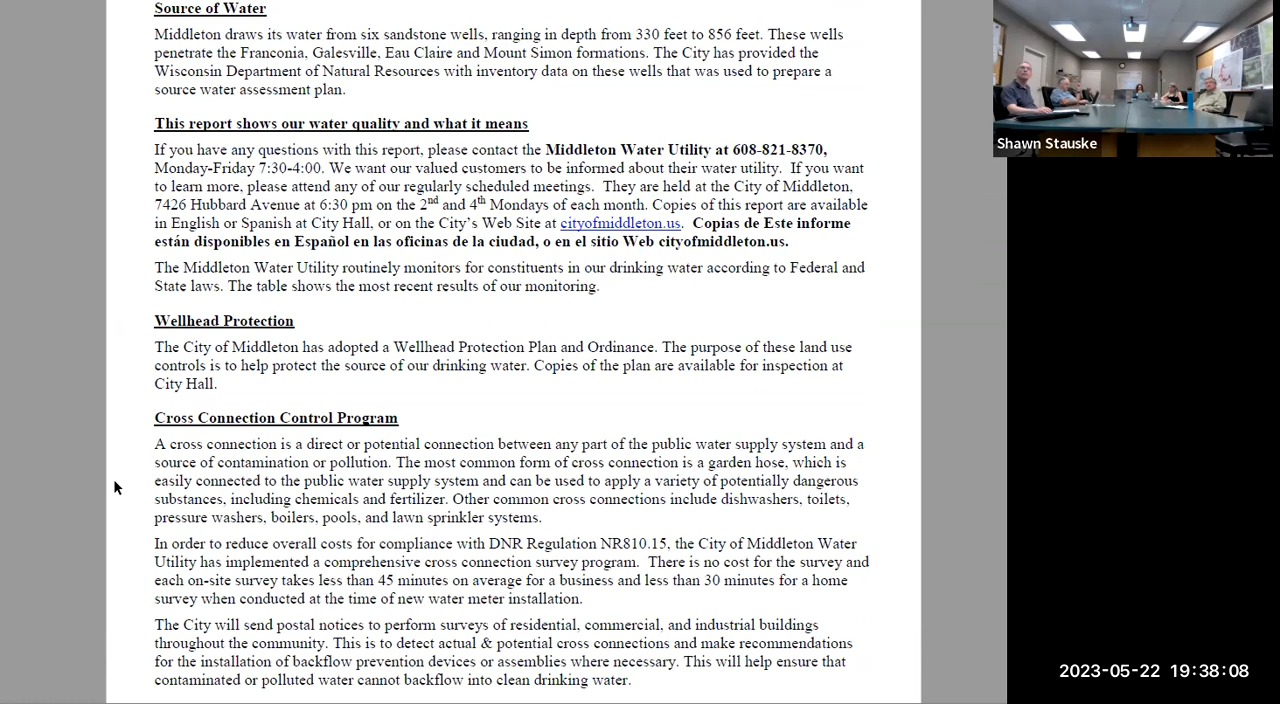 Source of Water
Middleton draws its water from six sandstone wells, ranging in depth from 330 feet to 856 feet. These wells
penetrate the Franconia, Galesville, Eau Claire and Mount Simon formations. The City has provided the
Wisconsin Department of Natural Resources with inventory data on these wells that was used to prepare a
source water assessment plan.
This report shows our water quality and what it means
If you have any questions with this report, please contact the Middleton Water Utility at 608-821-8370,
Monday-Friday 7:30-4:00. We want our valued customers to be informed about their water utility. If you want
to learn more, please attend any of our regularly scheduled meetings. They are held at the City of Middleton,
7426 Hubbard Avenue at 6:30 pm on the 2nd and 4th Mondays of each month. Copies of this report are available
in English or Spanish at City Hall, or on the City's Web Site at cityofmiddleton.us. Copias de Este informe
están disponibles en Español en las oficinas de la ciudad, o en el sitio Web cityofmiddleton.us.
The Middleton Water Utility routinely monitors for constituents in our drinking water according to Federal and
State laws. The table shows the most recent results of our monitoring.
Wellhead Protection
The City of Middleton has adopted a Wellhead Protection Plan and Ordinance. The purpose of these land use
controls is to help protect the source of our drinking water. Copies of the plan are available for inspection at
City Hall.
Cross Connection Control Program
A cross connection is a direct or potential connection between any part of the public water supply system and a
source of contamination or pollution. The most common form of cross connection is a garden hose, which is
easily connected to the public water supply system and can be used to apply a variety of potentially dangerous
substances, including chemicals and fertilizer. Other common cross connections include dishwashers, toilets,
pressure washers, boilers, pools, and lawn sprinkler systems.
In order to reduce overall costs for compliance with DNR Regulation NR810.15, the City of Middleton Water
Utility has implemented a comprehensive cross connection survey program. There is no cost for the survey and
each on-site survey takes less than 45 minutes on average for a business and less than 30 minutes for a home
survey when conducted at the time of new water meter installation.
The City will send postal notices to perform surveys of residential, commercial, and industrial buildings
throughout the community. This is to detect actual & potential cross connections and make recommendations
for the installation of backflow prevention devices or assemblies where necessary. This will help ensure that
contaminated or polluted water cannot backflow into clean drinking water.
Shawn Stauske
2023-05-22 19:38:08